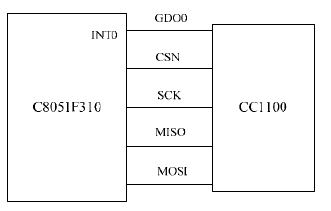 GDO0
INT0
CSN
SCK
C8051F310
CC1100
MISO
MOSI